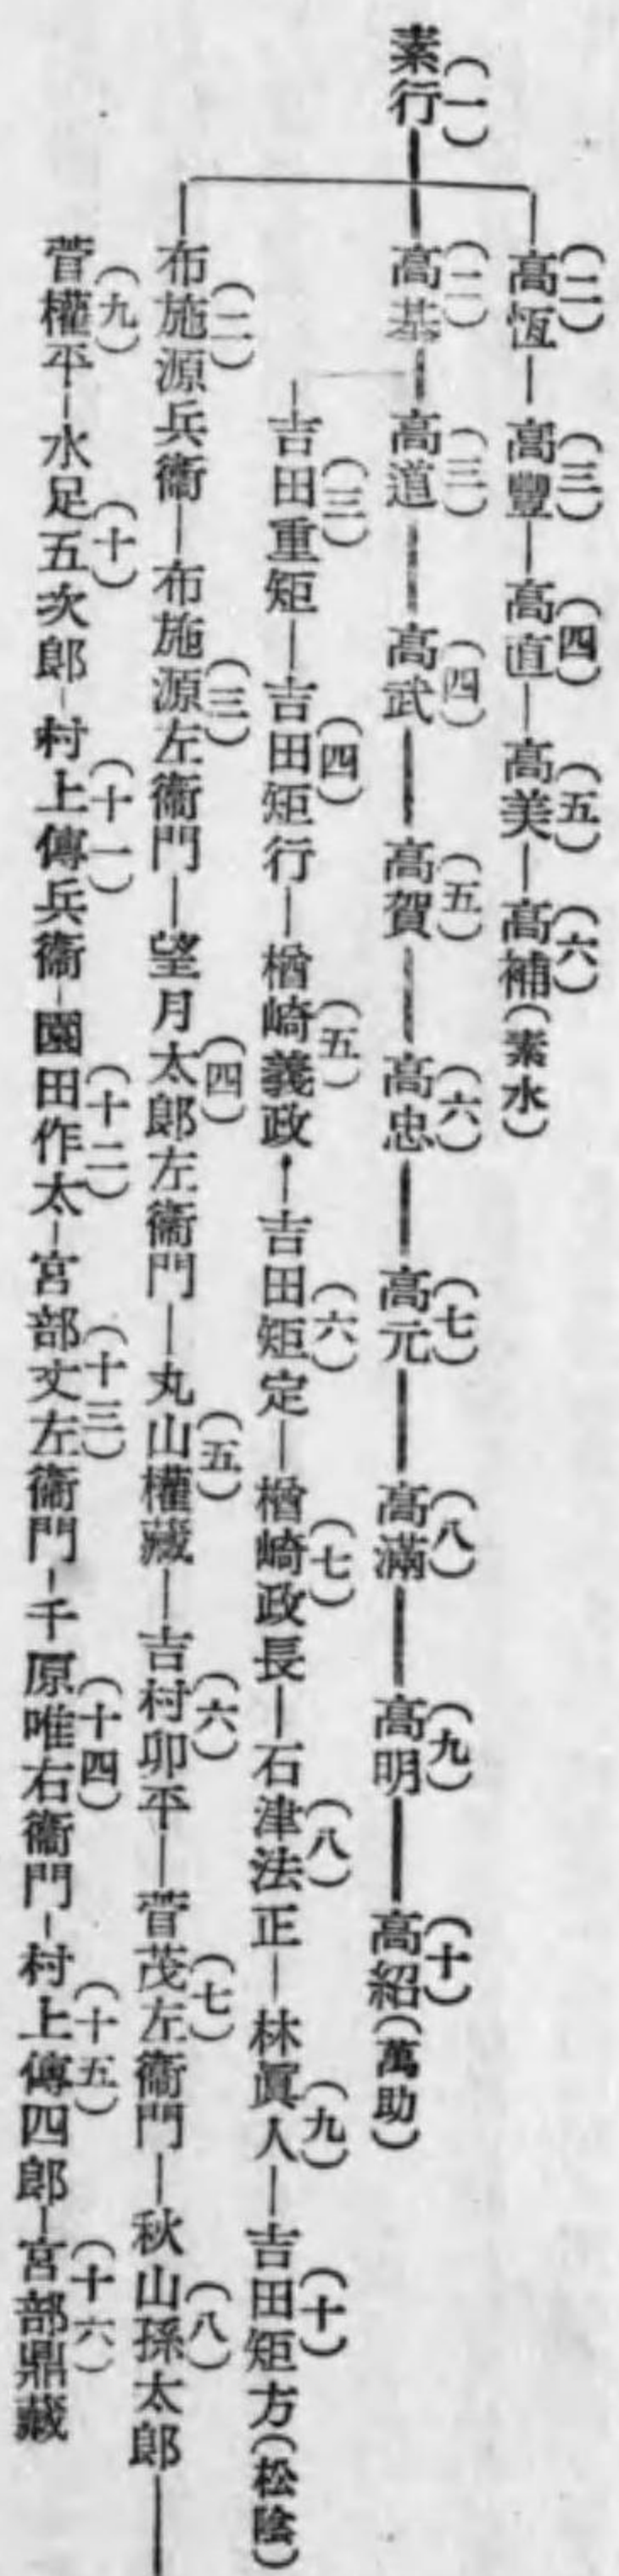 素行(一)
高恆(二)―高豐(三)―高直(四)―高美(五)―高補(六)(素水)
高基(二)―高道(三)―高武(四)―高賀(五)―高忠(六)―高元(七)―高滿(八)―高明(九)―高紹(十)(萬助)
吉田重矩(三)―吉田矩行(四)―楢崎義政(五)―吉田矩定(六)―楢崎政長(七)―石津法正(八)―林眞人(九)―吉田矩方(十)(松陰)
布施源兵衞(二)―布施源左衞門(三)―望月太郎左衞門(四)―丸山權藏(五)―吉村卯平(六)―菅茂左衞門(七)―秋山孫太郎(八)―
菅權平(九)―水足五次郎(十)―村上傳兵衞(十一)―園田作太(十二)―宮部丈左衞門(十三)―千原唯右衞門(十四)―村上傳四郎(十五)―宮部鼎藏(十六)